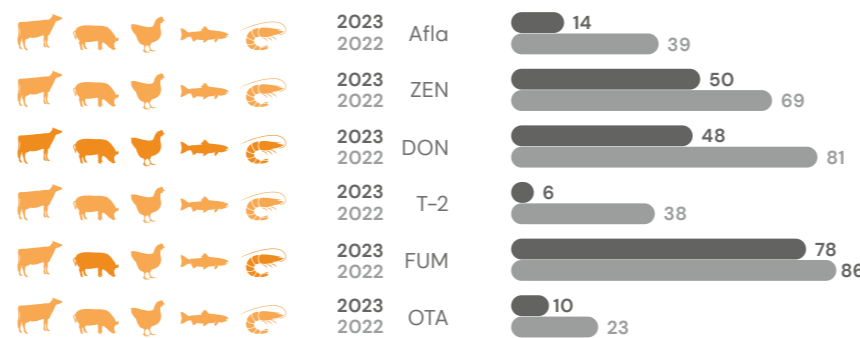 2023 Afla 14
2022 39
2023 ZEN 50
2022 69
2023 DON 48
2022 81
2023 T-2 6
2022 38
2023 FUM 78
2022 86
2023 OTA 10
2022 23